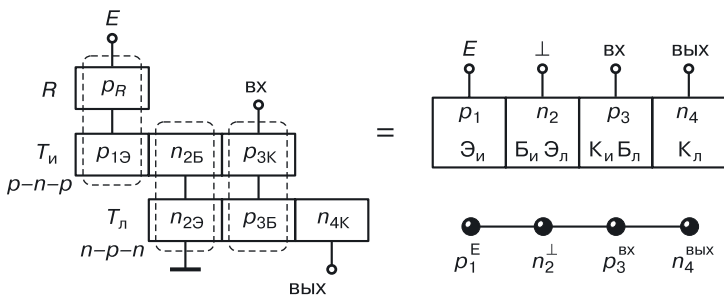 E
R p_R вх
T_и p_1Э n_2Б p_3К
p–n–p
T_л n_2Э p_3Б n_4К
n–p–n
вых
=
E ⊥ вх вых
p_1 n_2 p_3 n_4
Э_и Б_и Э_л К_и Б_л К_л
p_1^E n_2^⊥ p_3^вх n_4^вых